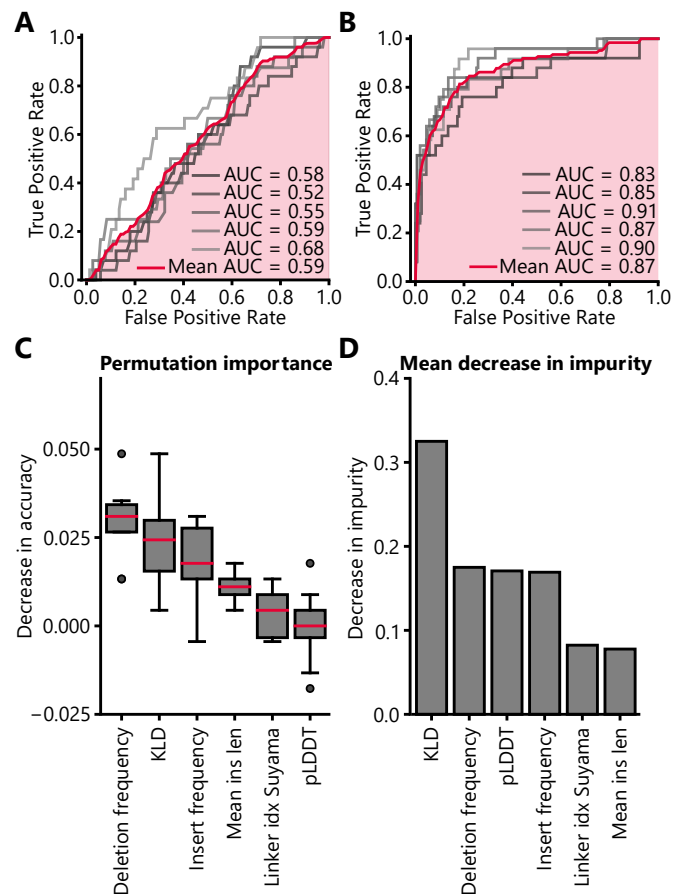 A
1.0
0.8
0.6
0.4
0.2
0.0
True Positive Rate
AUC = 0.58
AUC = 0.52
AUC = 0.55
AUC = 0.59
AUC = 0.68
Mean AUC = 0.59
0.0 0.2 0.4 0.6 0.8 1.0
False Positive Rate
B
1.0
0.8
0.6
0.4
0.2
0.0
True Positive Rate
AUC = 0.83
AUC = 0.85
AUC = 0.91
AUC = 0.87
AUC = 0.90
Mean AUC = 0.87
0.0 0.2 0.4 0.6 0.8 1.0
False Positive Rate
C
Permutation importance
0.050
0.025
0.000
−0.025
Decrease in accuracy
Deletion frequency
KLD
Insert frequency
Mean ins len
Linker idx Suyama
pLDDT
D
Mean decrease in impurity
0.4
0.3
0.2
0.1
0.0
Decrease in impurity
KLD
Deletion frequency
pLDDT
Insert frequency
Linker idx Suyama
Mean ins len